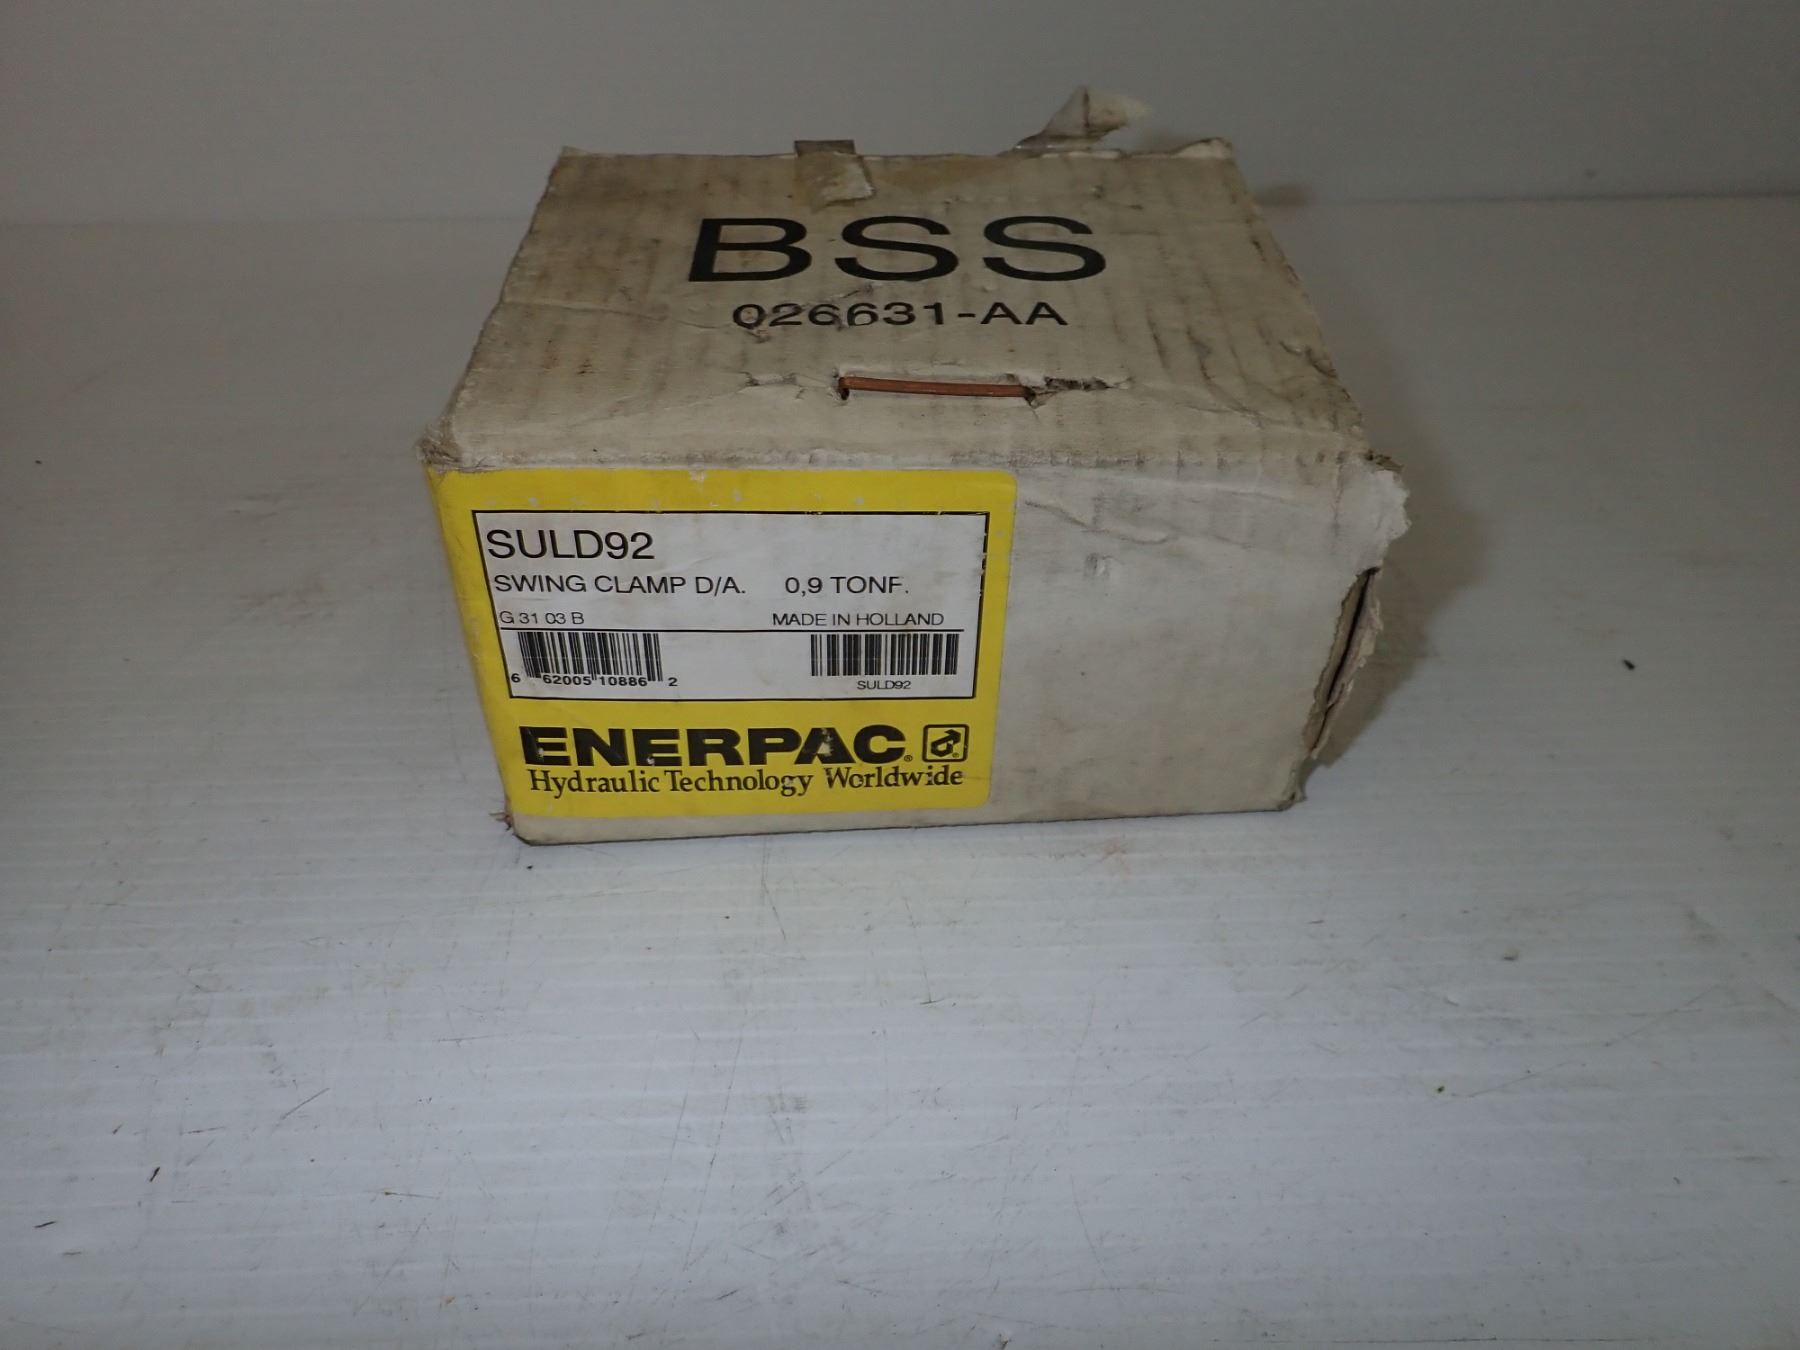 BSS
026631-AA
SULD92
SWING CLAMP D/A. 0,9 TONF.
G 31 03 B MADE IN HOLLAND
6 62005 10886 2
SULD92
ENERPAC®
Hydraulic Technology Worldwide